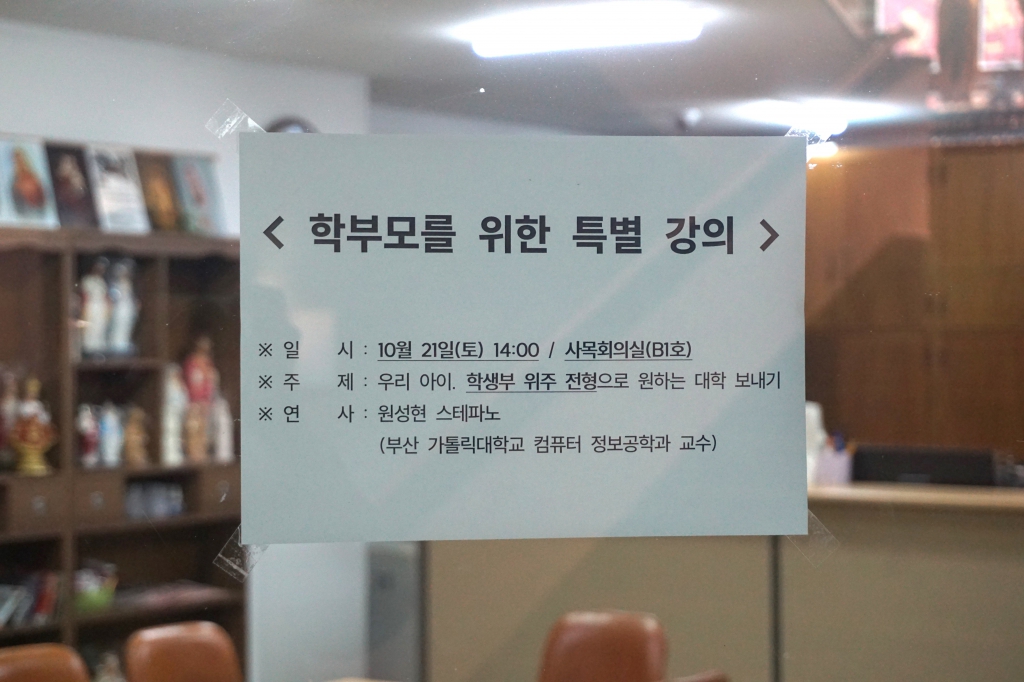 < 학부모를 위한 특별 강의 >
※ 일 시 : 10월 21일(토) 14:00 / 사목회의실(B1호)
※ 주 제 : 우리 아이. 학생부 위주 전형으로 원하는 대학 보내기
※ 연 사 : 원성현 스테파노
(부산 가톨릭대학교 컴퓨터 정보공학과 교수)